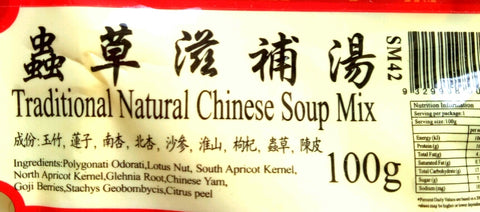 蟲草滋補湯
Traditional Natural Chinese Soup Mix
成份:玉竹, 蓮子, 南杏, 北杏, 沙參, 淮山, 枸杞, 蟲草, 陳皮
Ingredients:Polygonati Odorati,Lotus Nut, South Apricot Kernel,
North Apricot Kernel,Glehnia Root,Chinese Yam,
Goji Berries,Stachys Geobombycis,Citrus peel
100g
SM42
Nutrition Information
Serving per package:1
Serving size:100g
Energy(kJ)
Protein(g)
Total Fat(g)
Saturated Fat(g)
Total Carbohydrate(g)
Sugar(g)
Sodium(mg)